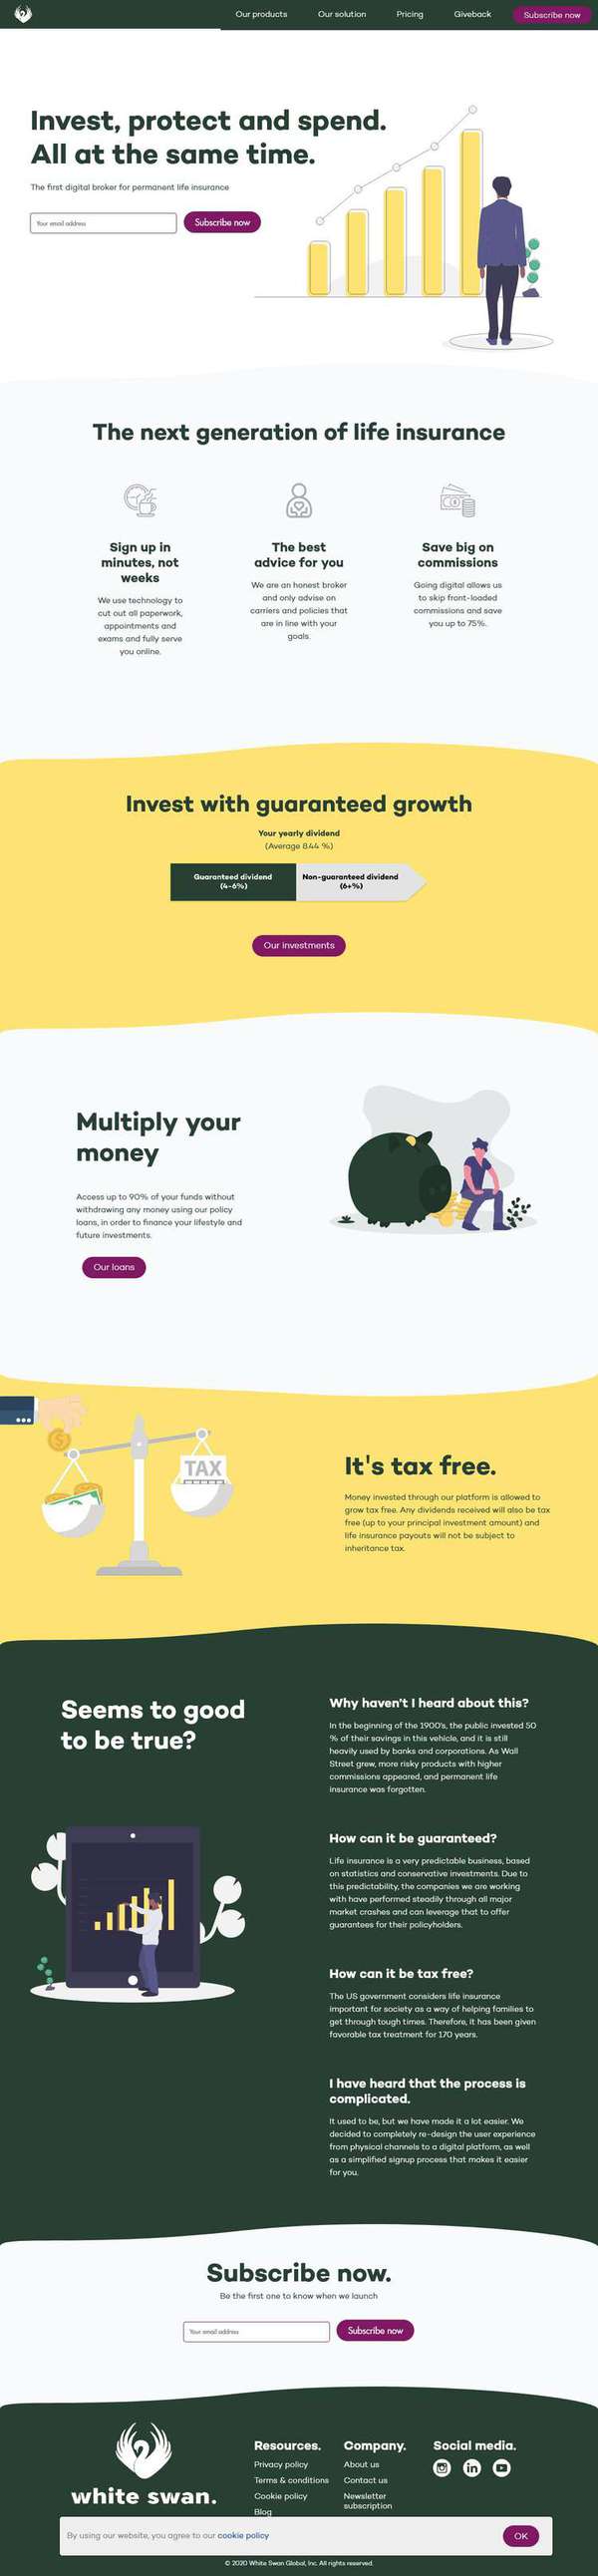 Our products
Our solution
Pricing
Giveback
Subscribe now
Invest, protect and spend.
All at the same time.
The first digital broker for permanent life insurance
Your email address
Subscribe now
The next generation of life insurance
Sign up in
minutes, not
weeks
We use technology to
cut out all paperwork,
appointments and
exams and fully serve
you online.
The best
advice for you
We are an honest broker
and only advise on
carriers and policies that
are in line with your
goals.
Save big on
commissions
Going digital allows us
to skip front-loaded
commissions and save
you up to 75%.
Invest with guaranteed growth
Your yearly dividend
(Average 8.44 %)
Guaranteed dividend
(4-6%)
Non-guaranteed dividend
(6+%)
Our investments
Multiply your
money
Access up to 90% of your funds without
withdrawing any money using our policy
loans, in order to finance your lifestyle and
future investments.
Our loans
TAX
It's tax free.
Money invested through our platform is allowed to
grow tax free. Any dividends received will also be tax
free (up to your principal investment amount) and
life insurance payouts will not be subject to
inheritance tax.
Seems to good
to be true?
Why haven't I heard about this?
In the beginning of the 1900's, the public invested 50
% of their savings in this vehicle, and it is still
heavily used by banks and corporations. As Wall
Street grew, more risky products with higher
commissions appeared, and permanent life
insurance was forgotten.
How can it be guaranteed?
Life insurance is a very predictable business, based
on statistics and conservative investments. Due to
this predictability, the companies we are working
with have performed steadily through all major
market crashes and can leverage that to offer
guarantees for their policyholders.
How can it be tax free?
The US government considers life insurance
important for society as a way of helping families to
get through tough times. Therefore, it has been given
favorable tax treatment for 170 years.
I have heard that the process is
complicated.
It used to be, but we have made it a lot easier. We
decided to completely re-design the user experience
from physical channels to a digital platform, as well
as a simplified signup process that makes it easier
for you.
Subscribe now.
Be the first one to know when we launch
Your email address
Subscribe now
white swan.
Resources.
Privacy policy
Terms & conditions
Cookie policy
Blog
Company.
About us
Contact us
Newsletter
subscription
Social media.
By using our website, you agree to our cookie policy
OK
© 2020 White Swan Global, Inc. All rights reserved.